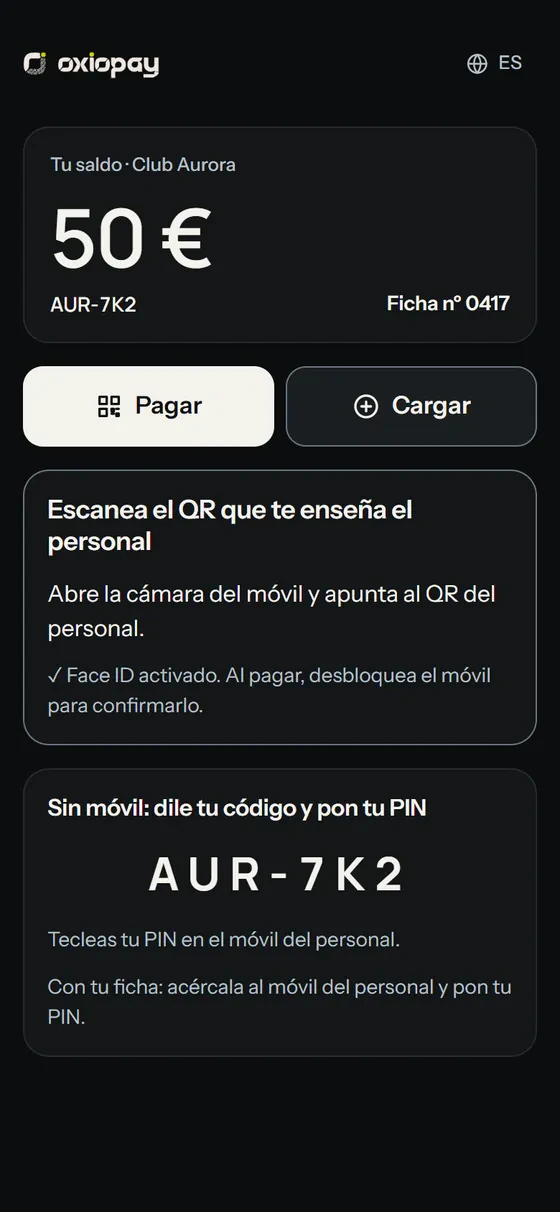 oxiopay
ES
Tu saldo · Club Aurora
50 €
AUR-7K2
Ficha nº 0417
Pagar
Cargar
Escanea el QR que te enseña el
personal
Abre la cámara del móvil y apunta al QR del
personal.
✓ Face ID activado. Al pagar, desbloquea el móvil
para confirmarlo.
Sin móvil: dile tu código y pon tu PIN
AUR-7K2
Tecleas tu PIN en el móvil del personal.
Con tu ficha: acércala al móvil del personal y pon tu
PIN.